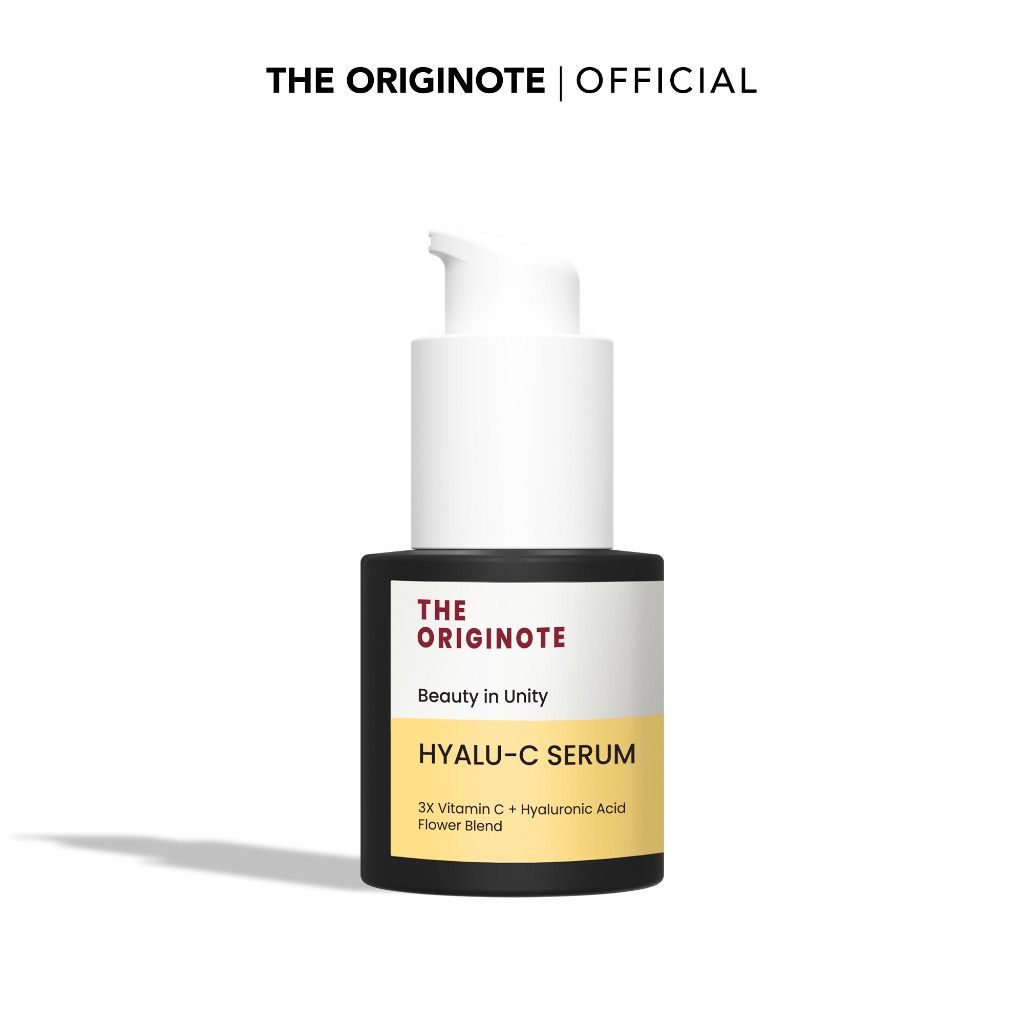 THE ORIGINOTE | OFFICIAL
THE
ORIGINOTE
Beauty in Unity
HYALU-C SERUM
3X Vitamin C + Hyaluronic Acid
Flower Blend